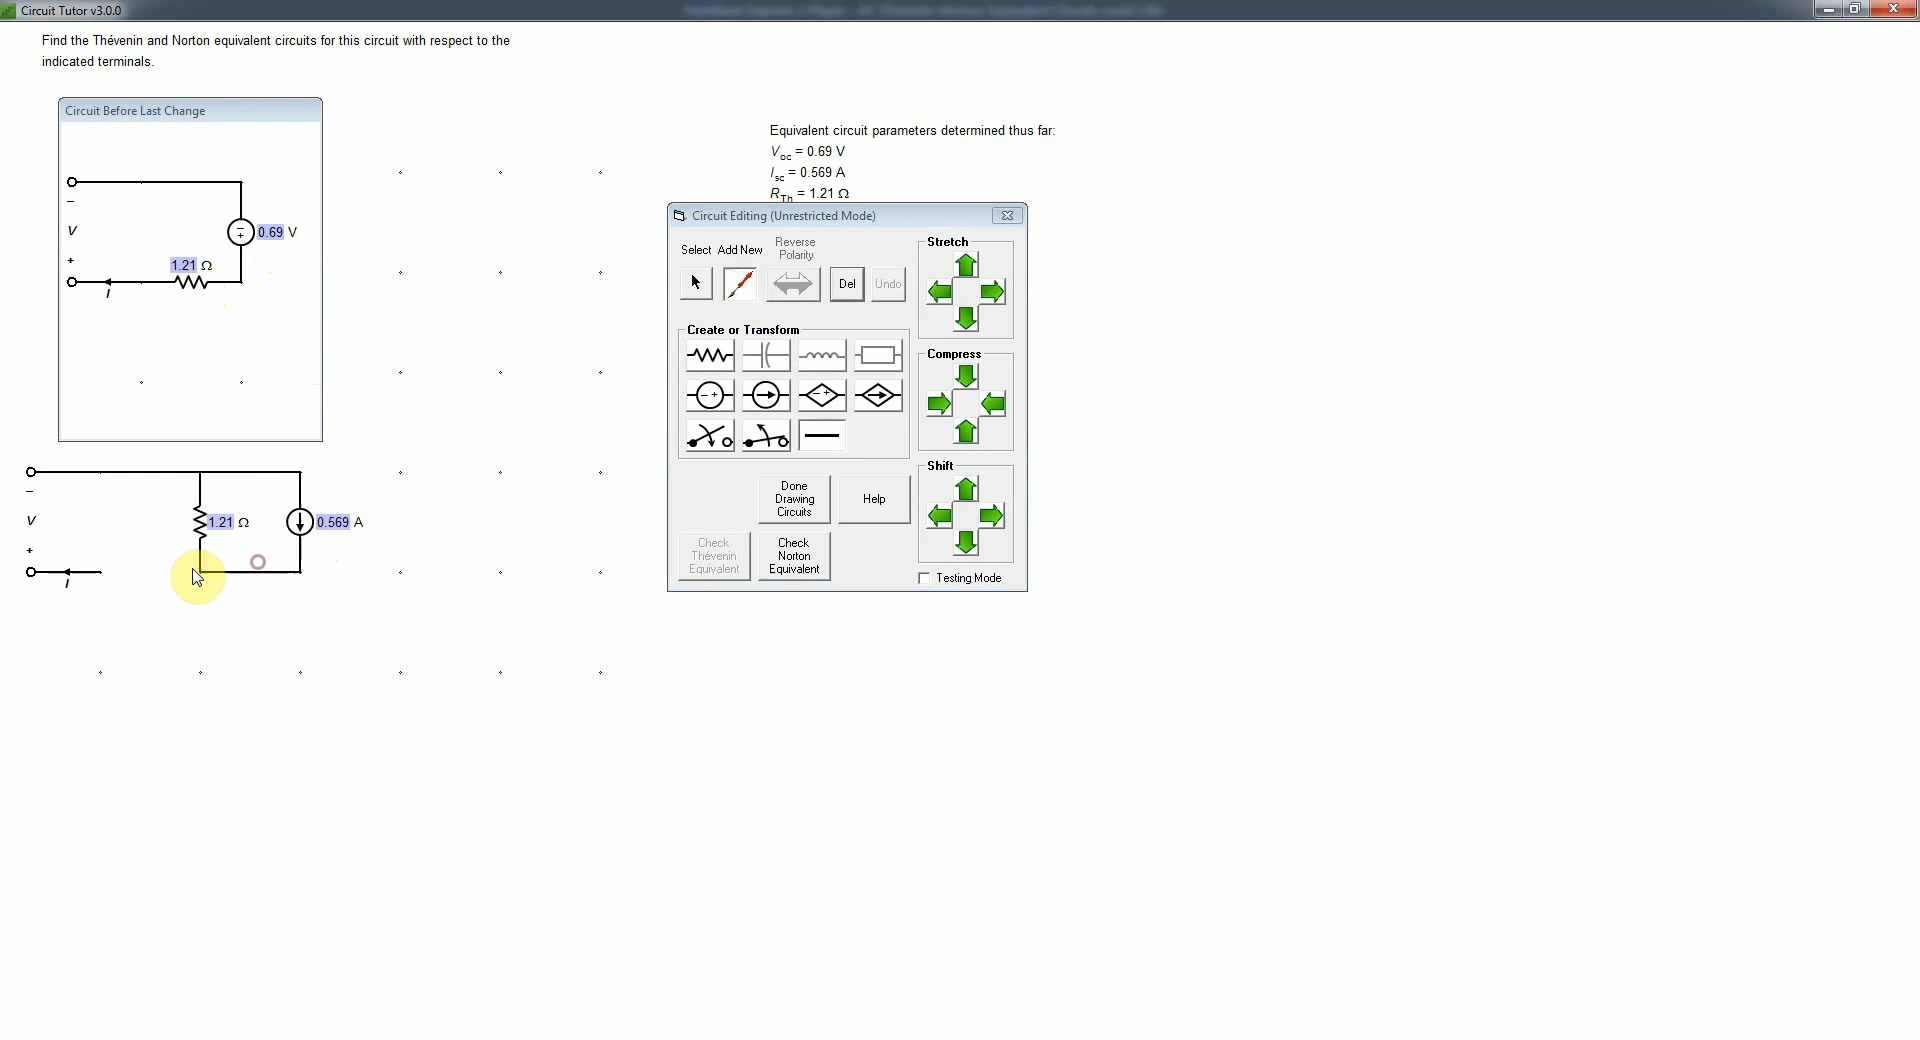 Circuit Tutor v3.0.0
Find the Thévenin and Norton equivalent circuits for this circuit with respect to the
indicated terminals.
Circuit Before Last Change
−
V
+
I
1.21 Ω
− +
0.69 V
Equivalent circuit parameters determined thus far:
Voc = 0.69 V
Isc = 0.569 A
RTh = 1.21 Ω
Circuit Editing (Unrestricted Mode)
Select Add New Reverse
Polarity
Del Undo
Create or Transform
Stretch
Compress
Shift
Done
Drawing
Circuits
Help
Check
Thévenin
Equivalent
Check
Norton
Equivalent
Testing Mode
−
V
+
I
1.21 Ω
0.569 A